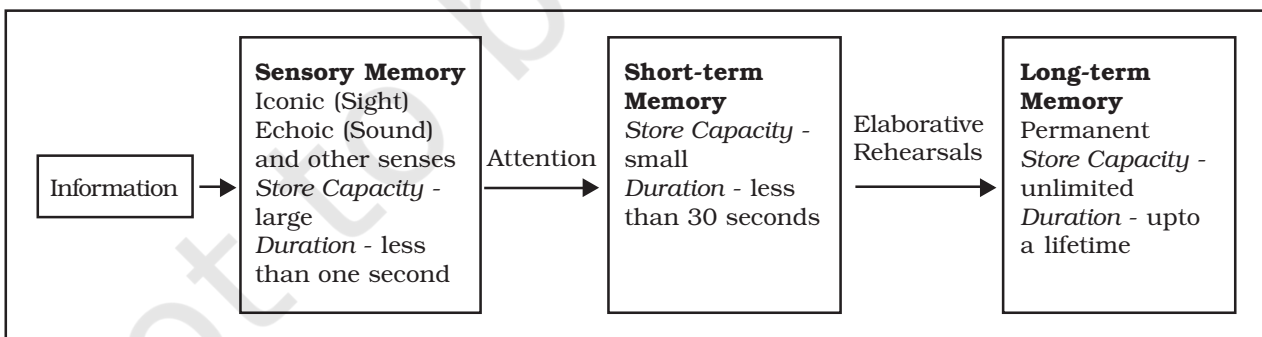 Information
Sensory Memory
Iconic (Sight)
Echoic (Sound)
and other senses
Store Capacity -
large
Duration - less
than one second
Attention
Short-term
Memory
Store Capacity -
small
Duration - less
than 30 seconds
Elaborative
Rehearsals
Long-term
Memory
Permanent
Store Capacity -
unlimited
Duration - upto
a lifetime